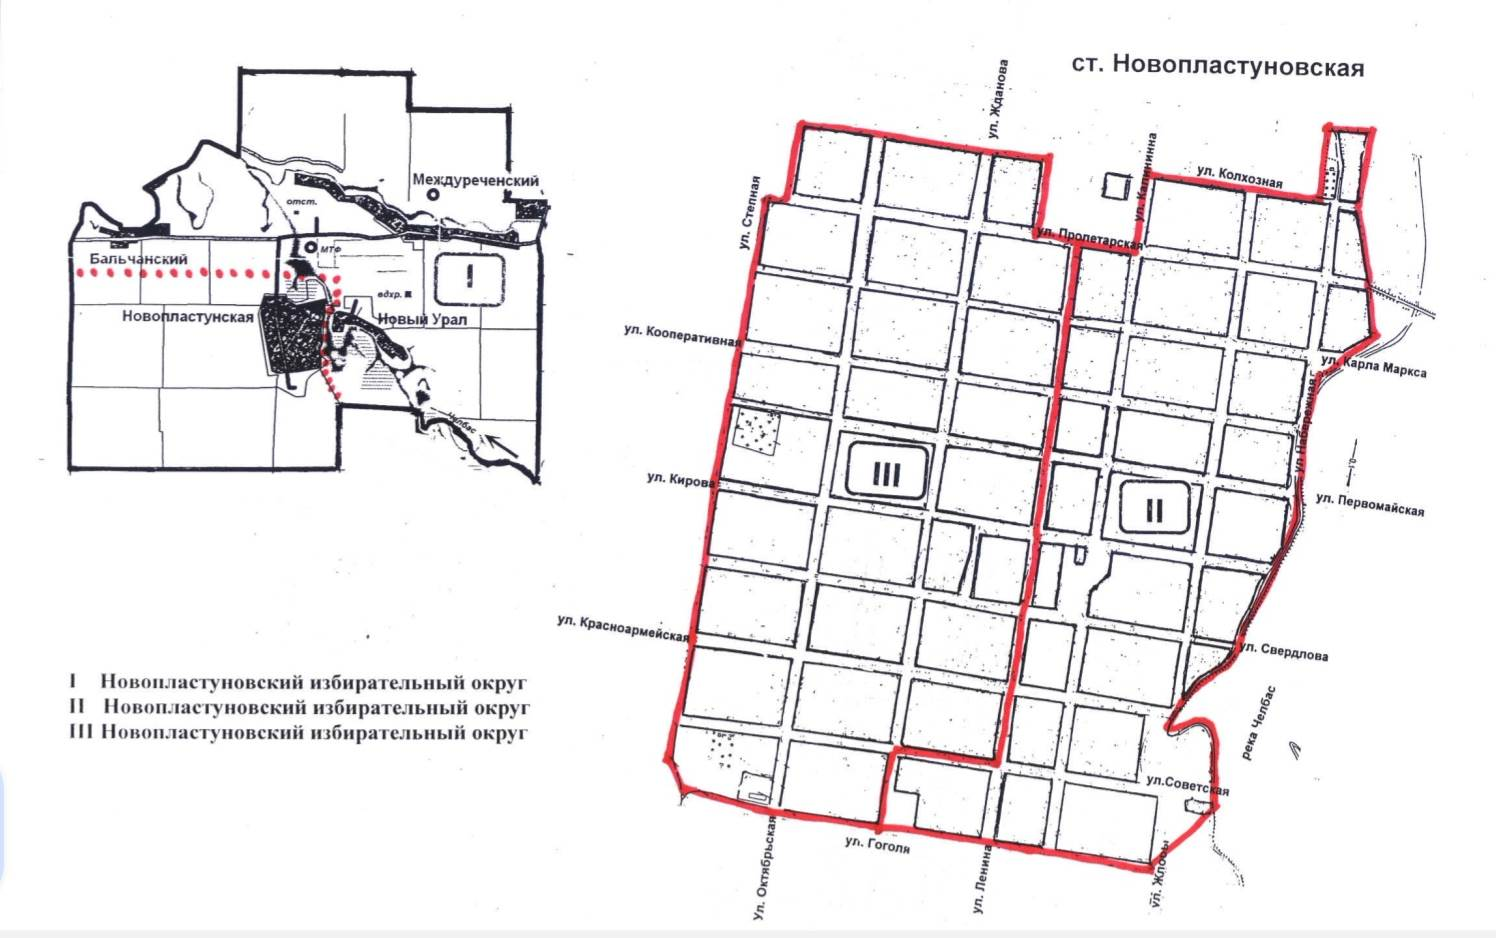 ст. Новопластуновская
ул. Жданова
ул. Калининна
ул. Колхозная
ул. Степная
ул. Пролетарская
Междуреченский
отст.
МТФ
I
Бальчанский
вдхр.
Новопластунская
Новый Урал
Челбас
ул. Кооперативная
ул. Карла Маркса
ул Набережная
III
II
ул. Кирова
ул. Первомайская
ул. Красноармейская
ул. Свердлова
река Челбас
I Новопластуновский избирательный округ
II Новопластуновский избирательный округ
III Новопластуновский избирательный округ
ул.Советская
ул. Гоголя
Ул. Октябрьская
ул. Ленина
ул. Жлобы